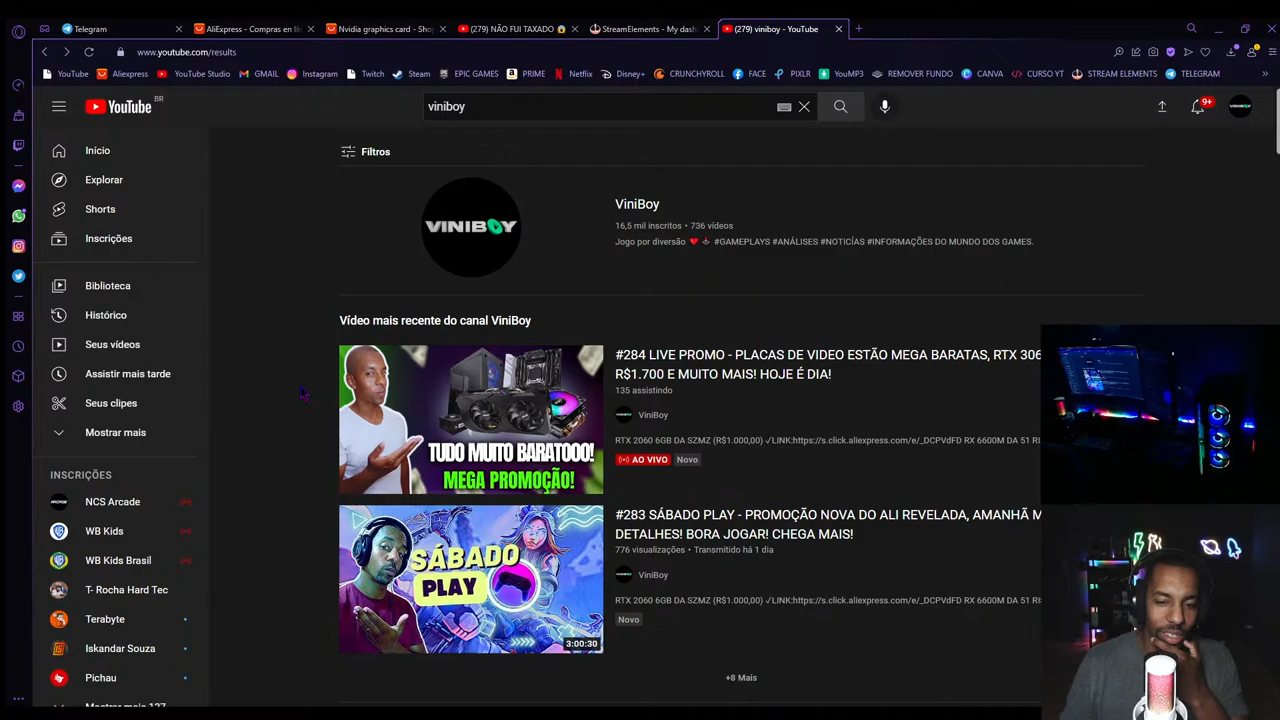 Telegram
AliExpress - Compras en lín
Nvidia graphics card - Shop
(279) NÃO FUI TAXADO 😱
StreamElements - My dash
(279) viniboy - YouTube
www.youtube.com/results
YouTube
Aliexpress
YouTube Studio
GMAIL
Instagram
Twitch
Steam
EPIC GAMES
PRIME
Netflix
Disney+
CRUNCHYROLL
FACE
PIXLR
YouMP3
REMOVER FUNDO
CANVA
CURSO YT
STREAM ELEMENTS
TELEGRAM
YouTube BR
viniboy
9+
Início
Explorar
Shorts
Inscrições
Biblioteca
Histórico
Seus vídeos
Assistir mais tarde
Seus clipes
Mostrar mais
INSCRIÇÕES
NCS Arcade
WB Kids
WB Kids Brasil
T- Rocha Hard Tec
Terabyte
Iskandar Souza
Pichau
Mostrar mais 137
Filtros
VINIBOY
ViniBoy
16,5 mil inscritos • 736 vídeos
Jogo por diversão ❤️ 🕹️ #GAMEPLAYS #ANÁLISES #NOTICÍAS #INFORMAÇÕES DO MUNDO DOS GAMES.
Vídeo mais recente do canal ViniBoy
TUDO MUITO BARATOOO!
MEGA PROMOÇÃO!
#284 LIVE PROMO - PLACAS DE VIDEO ESTÃO MEGA BARATAS, RTX 306
R$1.700 E MUITO MAIS! HOJE É DIA!
135 assistindo
ViniBoy
RTX 2060 6GB DA SZMZ (R$1.000,00) ✓LINK:https://s.click.aliexpress.com/e/_DCPVdFD RX 6600M DA 51 RI
AO VIVO
Novo
SÁBADO
PLAY
3:00:30
#283 SÁBADO PLAY - PROMOÇÃO NOVA DO ALI REVELADA, AMANHÃ M
DETALHES! BORA JOGAR! CHEGA MAIS!
776 visualizações • Transmitido há 1 dia
ViniBoy
RTX 2060 6GB DA SZMZ (R$1.000,00) ✓LINK:https://s.click.aliexpress.com/e/_DCPVdFD RX 6600M DA 51 RI
Novo
+8 Mais